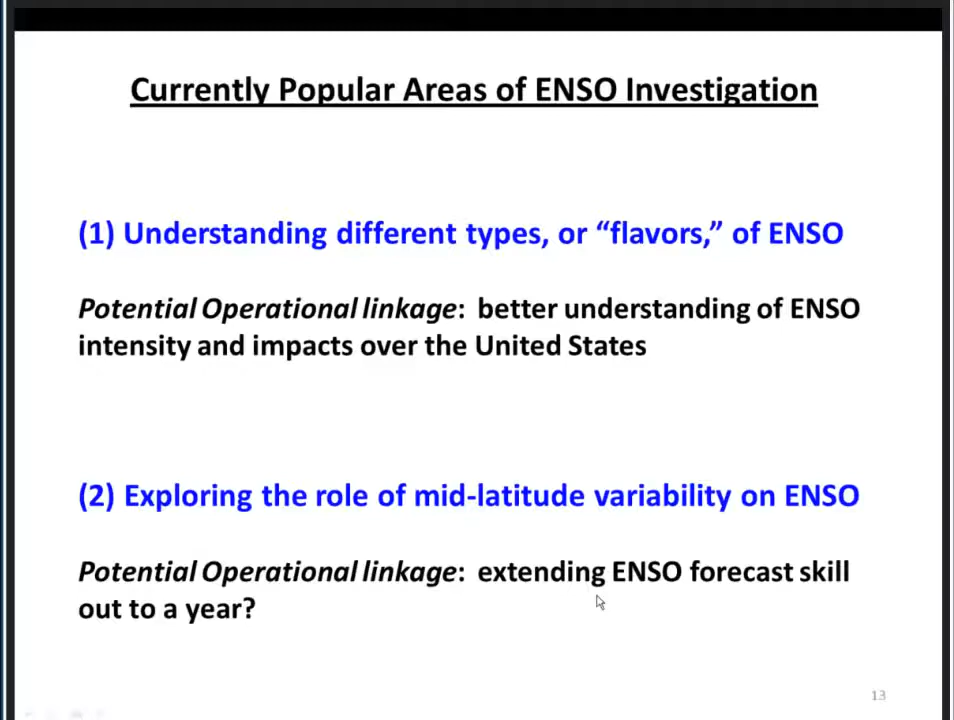 Currently Popular Areas of ENSO Investigation
(1) Understanding different types, or “flavors,” of ENSO
Potential Operational linkage: better understanding of ENSO
intensity and impacts over the United States
(2) Exploring the role of mid-latitude variability on ENSO
Potential Operational linkage: extending ENSO forecast skill
out to a year?
13